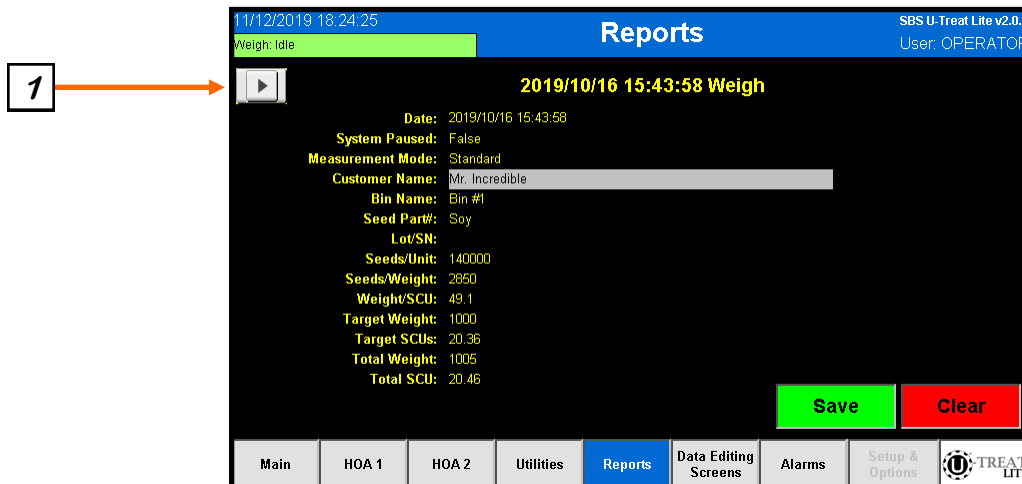 11/12/2019 18:24:25
Reports
SBS U-Treat Lite v2.0.
Weigh: Idle
User: OPERATOR
1
2019/10/16 15:43:58 Weigh
Date: 2019/10/16 15:43:58
System Paused: False
Measurement Mode: Standard
Customer Name: Mr. Incredible
Bin Name: Bin #1
Seed Part#: Soy
Lot/SN:
Seeds/Unit: 140000
Seeds/Weight: 2850
Weight/SCU: 49.1
Target Weight: 1000
Target SCUs: 20.36
Total Weight: 1005
Total SCU: 20.46
Save Clear
Main HOA 1 HOA 2 Utilities Reports Data Editing Screens Alarms Setup & Options U-TREAT
LIT